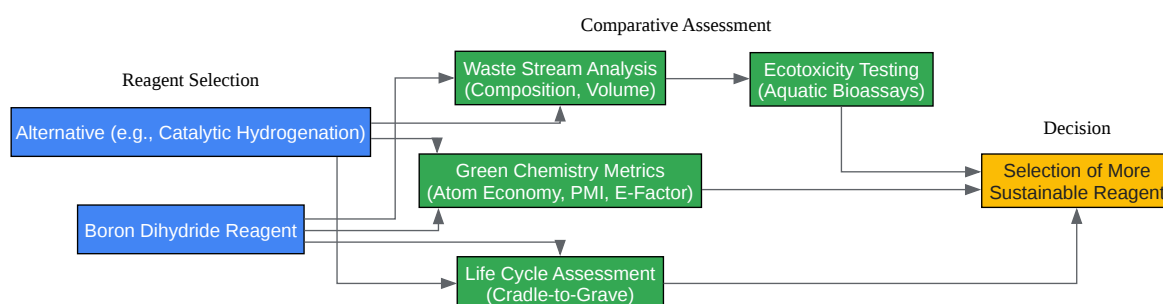 Comparative Assessment
Reagent Selection
Waste Stream Analysis
(Composition, Volume)
Ecotoxicity Testing
(Aquatic Bioassays)
Alternative (e.g., Catalytic Hydrogenation)
Decision
Green Chemistry Metrics
(Atom Economy, PMI, E-Factor)
Selection of More
Sustainable Reagent
Boron Dihydride Reagent
Life Cycle Assessment
(Cradle-to-Grave)